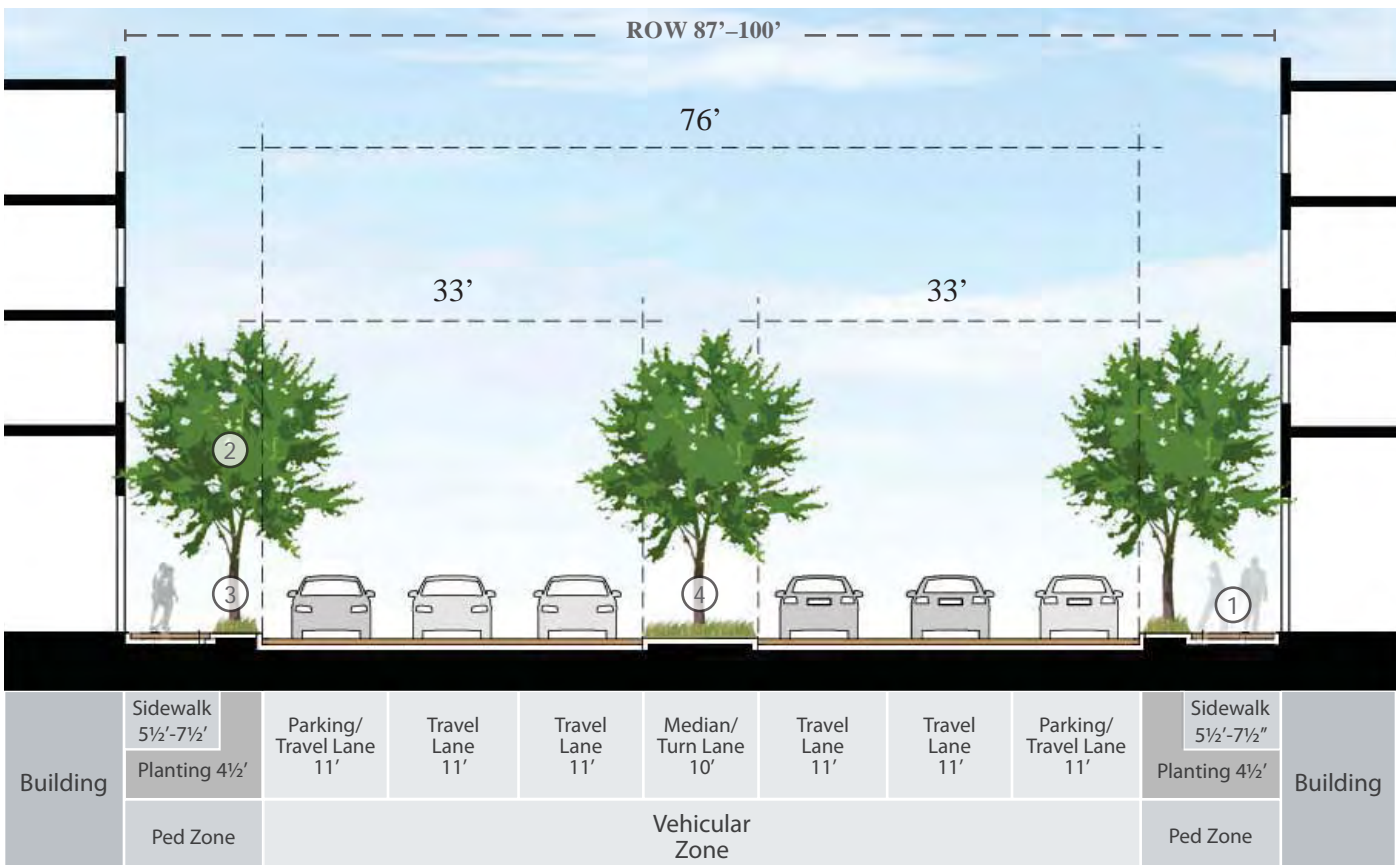 ROW 87’–100’
76’
33’
33’
2
3
4
1
Building
Sidewalk
5½’-7½’
Planting 4½’
Ped Zone
Parking/
Travel Lane
11’
Travel
Lane
11’
Travel
Lane
11’
Median/
Turn Lane
10’
Travel
Lane
11’
Travel
Lane
11’
Parking/
Travel Lane
11’
Vehicular
Zone
Sidewalk
5½’-7½”
Planting 4½’
Ped Zone
Building